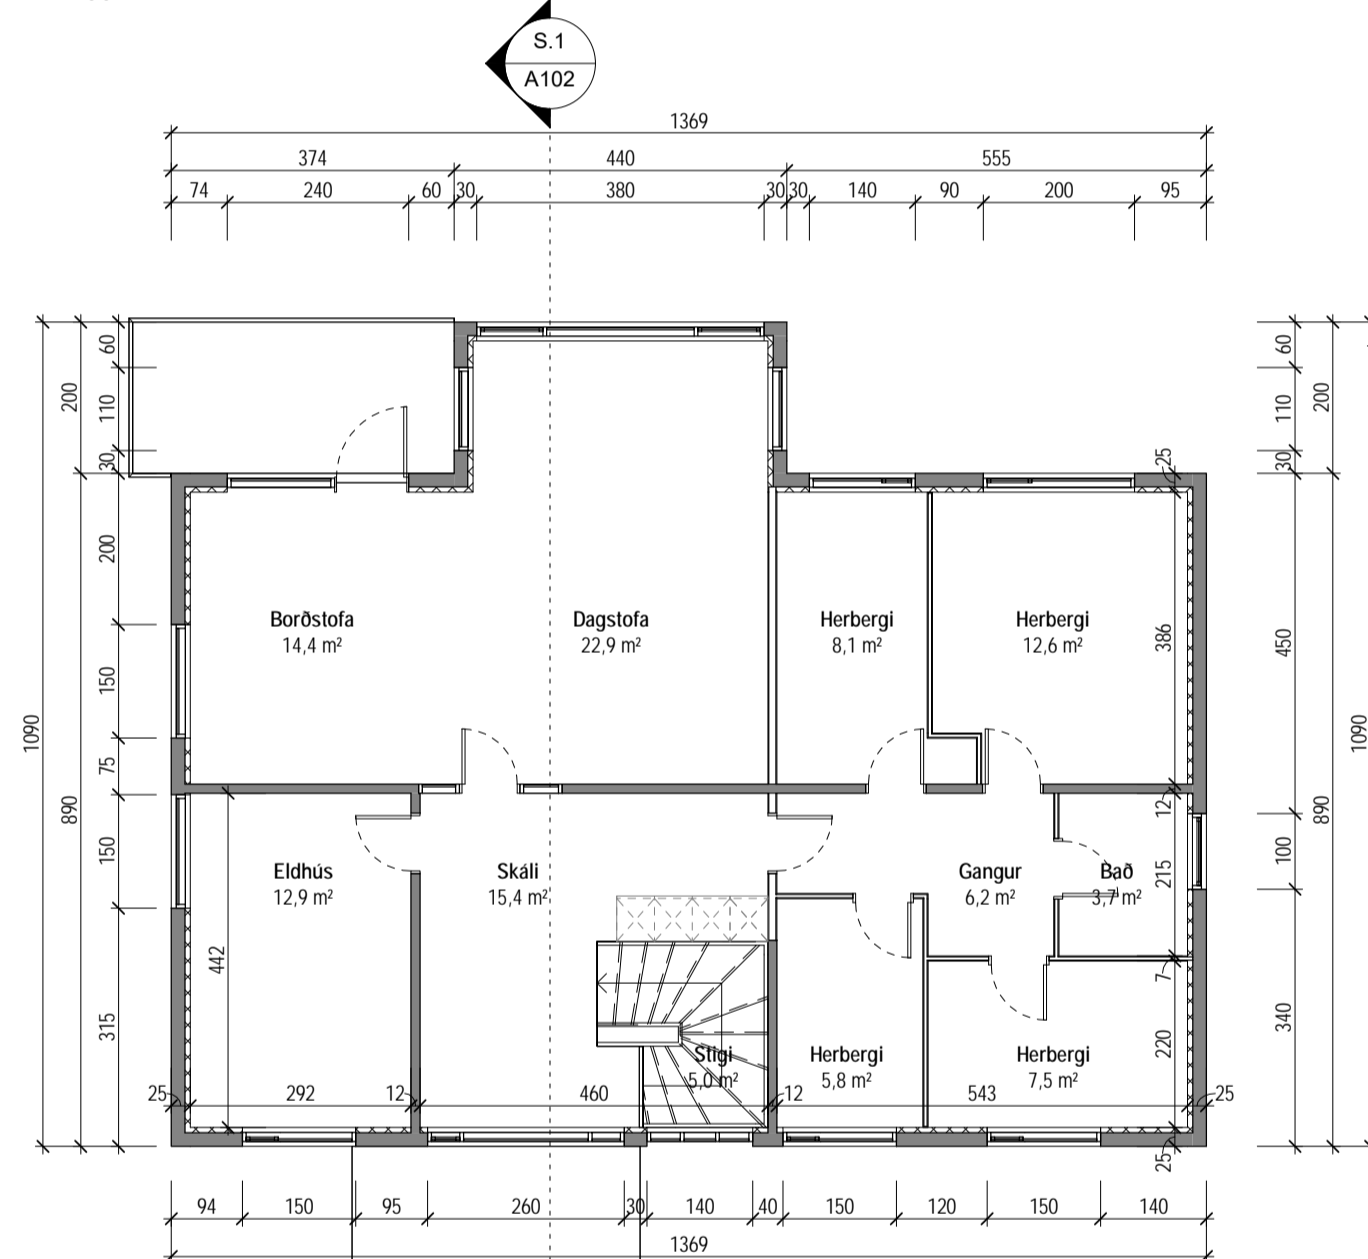 S.1
A102
1369
374 440 555
74 240 60 30 380 30 30 140 90 200 95
60
200
110
30
200
150
75
1090
890
150
315
60
200
110
30
25
450
386
1090
890
12
100
215
7
340
220
25
Borðstofa
14,4 m²
Dagstofa
22,9 m²
Herbergi
8,1 m²
Herbergi
12,6 m²
Eldhús
12,9 m²
Skáli
15,4 m²
Gangur
6,2 m²
Bað
3,7 m²
442
Stigi
5,0 m²
Herbergi
5,8 m²
Herbergi
7,5 m²
25 292 12 460 12 543 25
94 150 95 260 30 140 40 150 120 150 140
1369